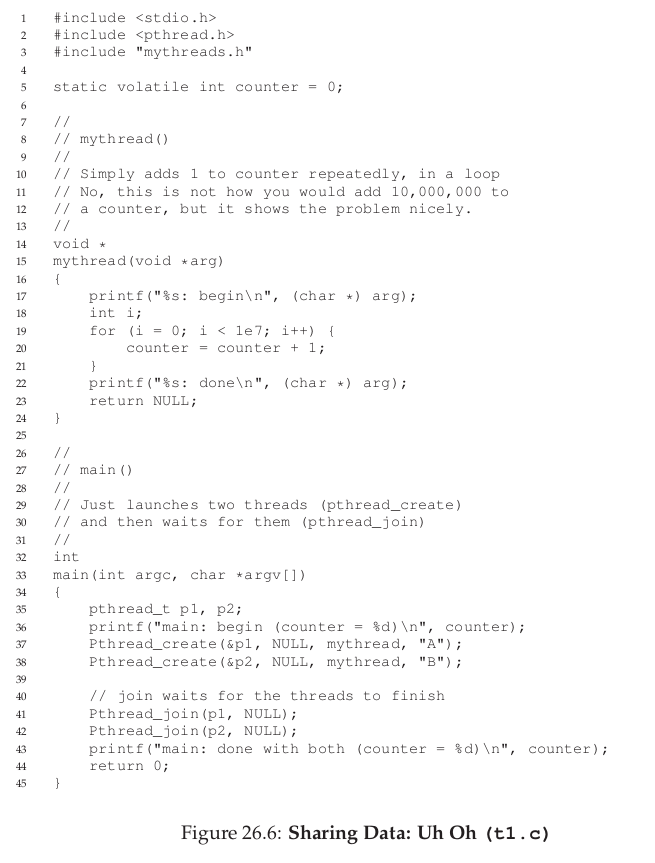 1 #include <stdio.h>
2 #include <pthread.h>
3 #include "mythreads.h"
4
5 static volatile int counter = 0;
6
7 //
8 // mythread()
9 //
10 // Simply adds 1 to counter repeatedly, in a loop
11 // No, this is not how you would add 10,000,000 to
12 // a counter, but it shows the problem nicely.
13 //
14 void *
15 mythread(void *arg)
16 {
17     printf("%s: begin\n", (char *) arg);
18     int i;
19     for (i = 0; i < 1e7; i++) {
20         counter = counter + 1;
21     }
22     printf("%s: done\n", (char *) arg);
23     return NULL;
24 }
25
26 //
27 // main()
28 //
29 // Just launches two threads (pthread_create)
30 // and then waits for them (pthread_join)
31 //
32 int
33 main(int argc, char *argv[])
34 {
35     pthread_t p1, p2;
36     printf("main: begin (counter = %d)\n", counter);
37     Pthread_create(&p1, NULL, mythread, "A");
38     Pthread_create(&p2, NULL, mythread, "B");
39
40     // join waits for the threads to finish
41     Pthread_join(p1, NULL);
42     Pthread_join(p2, NULL);
43     printf("main: done with both (counter = %d)\n", counter);
44     return 0;
45 }
Figure 26.6: Sharing Data: Uh Oh (t1.c)